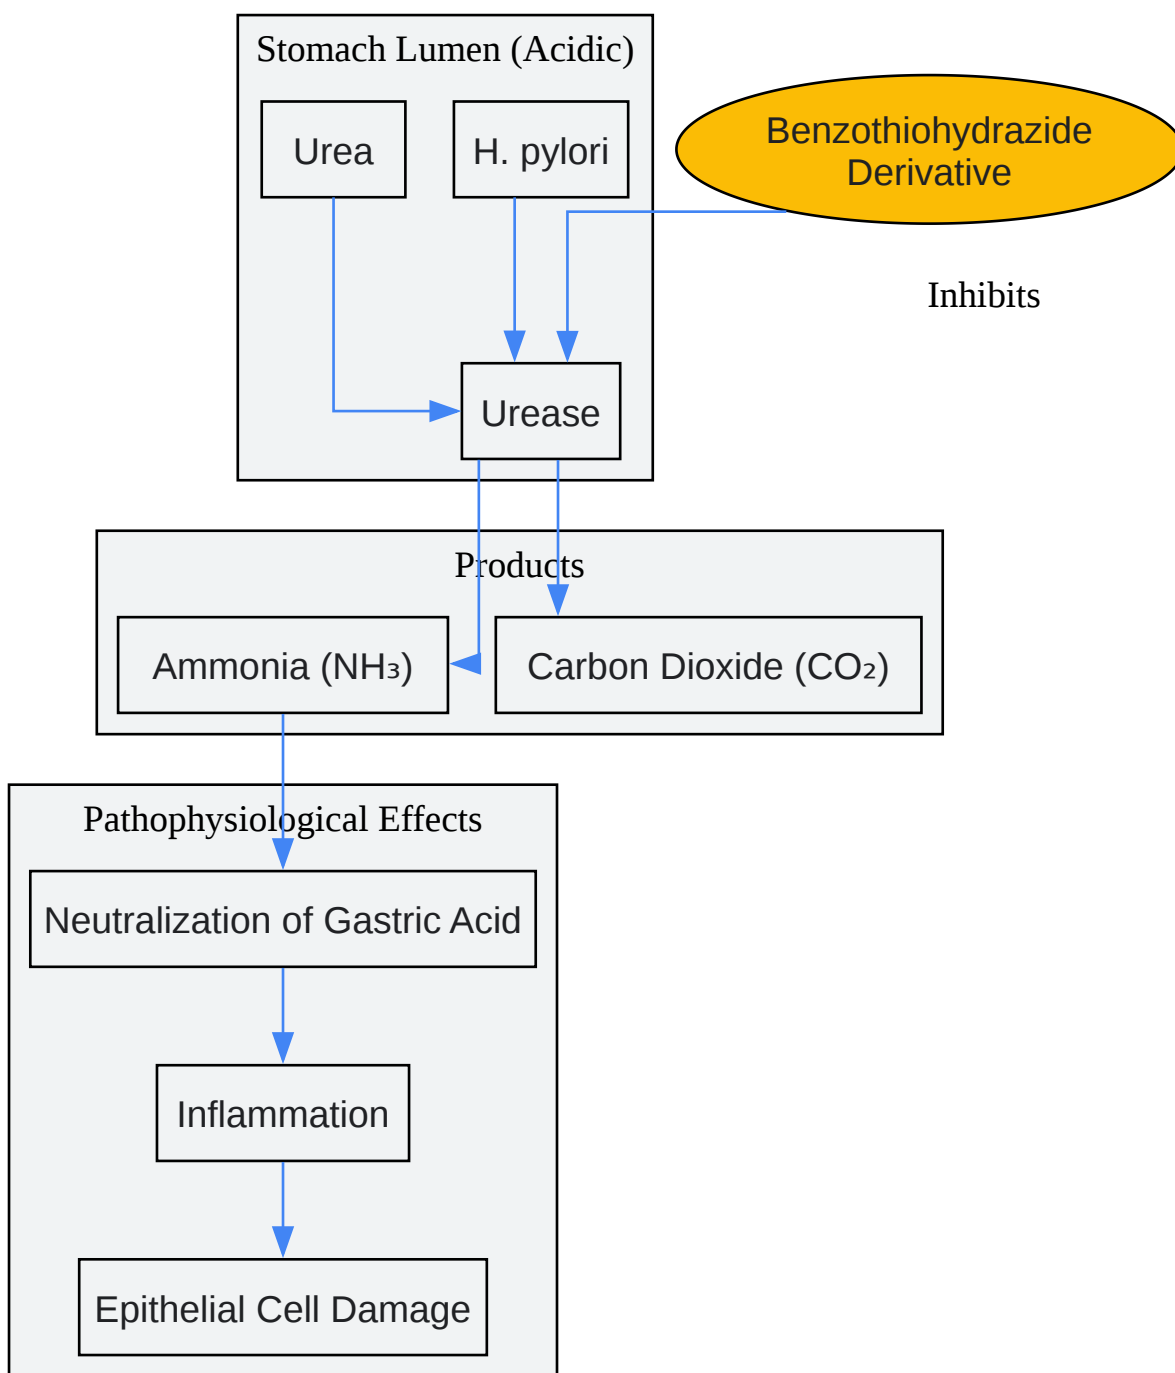 Stomach Lumen (Acidic)
Urea
H. pylori
Benzothiohydrazide
Derivative
Inhibits
Urease
Products
Ammonia (NH₃)
Carbon Dioxide (CO₂)
Pathophysiological Effects
Neutralization of Gastric Acid
Inflammation
Epithelial Cell Damage